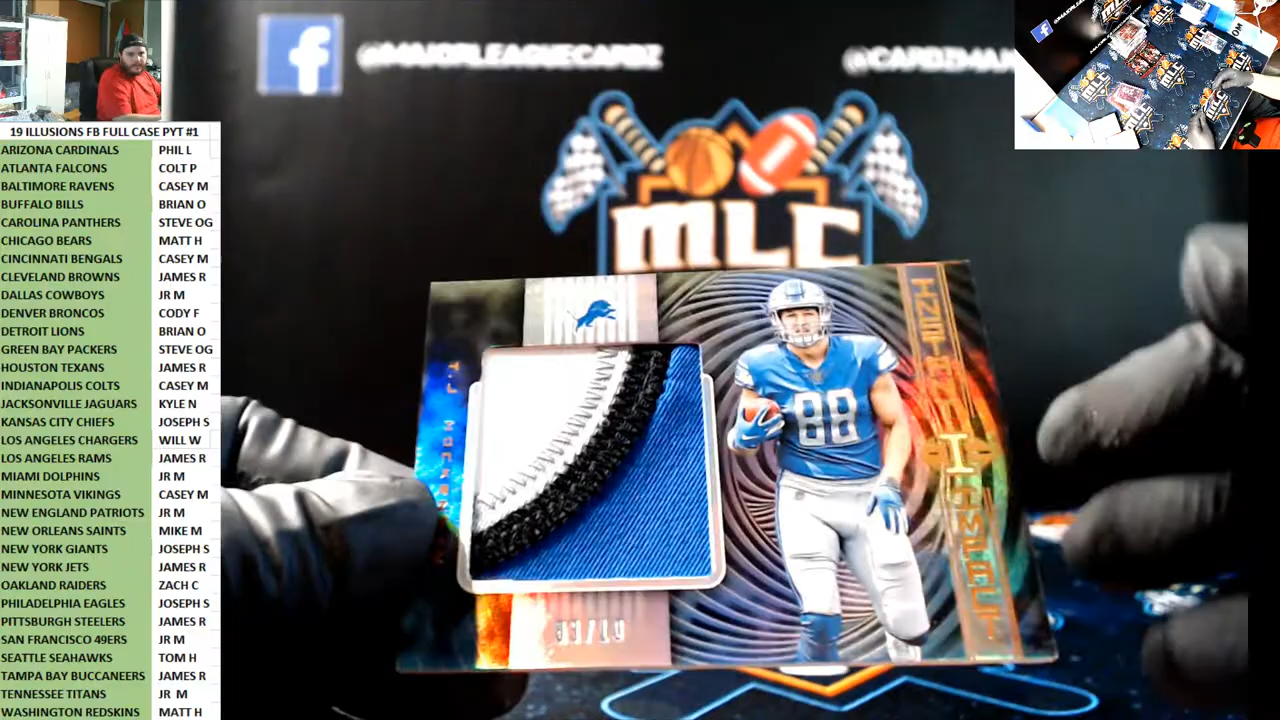 f @MAJORLEAGUECARDZ
MLC
19 ILLUSIONS FB FULL CASE PYT #1
ARIZONA CARDINALS PHIL L
ATLANTA FALCONS COLT P
BALTIMORE RAVENS CASEY M
BUFFALO BILLS BRIAN O
CAROLINA PANTHERS STEVE OG
CHICAGO BEARS MATT H
CINCINNATI BENGALS CASEY M
CLEVELAND BROWNS JAMES R
DALLAS COWBOYS JR M
DENVER BRONCOS CODY F
DETROIT LIONS BRIAN O
GREEN BAY PACKERS STEVE OG
HOUSTON TEXANS JAMES R
INDIANAPOLIS COLTS CASEY M
JACKSONVILLE JAGUARS KYLE N
KANSAS CITY CHIEFS JOSEPH S
LOS ANGELES CHARGERS WILL W
LOS ANGELES RAMS JAMES R
MIAMI DOLPHINS JR M
MINNESOTA VIKINGS CASEY M
NEW ENGLAND PATRIOTS JR M
NEW ORLEANS SAINTS MIKE M
NEW YORK GIANTS JOSEPH S
NEW YORK JETS JAMES R
OAKLAND RAIDERS ZACH C
PHILADELPHIA EAGLES JOSEPH S
PITTSBURGH STEELERS JAMES R
SAN FRANCISCO 49ERS JR M
SEATTLE SEAHAWKS TOM H
TAMPA BAY BUCCANEERS JAMES R
TENNESSEE TITANS JR M
WASHINGTON REDSKINS MATT H
T.J.
88